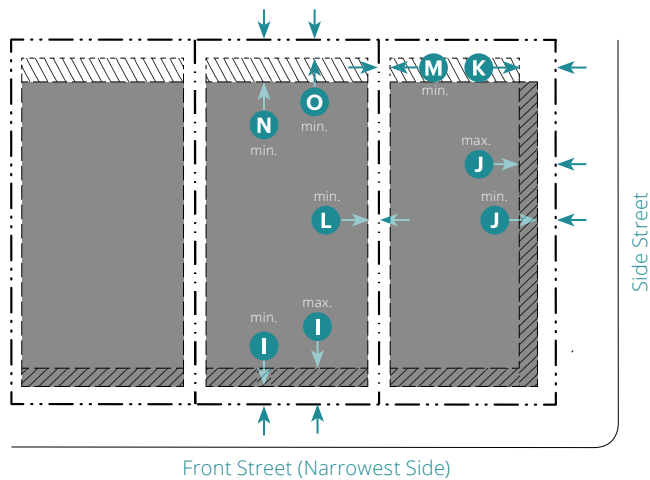 M
K
min.
O
min.
N
min.
max.
J
min.
L
min.
J
max.
I
min.
I
Side Street
Front Street (Narrowest Side)